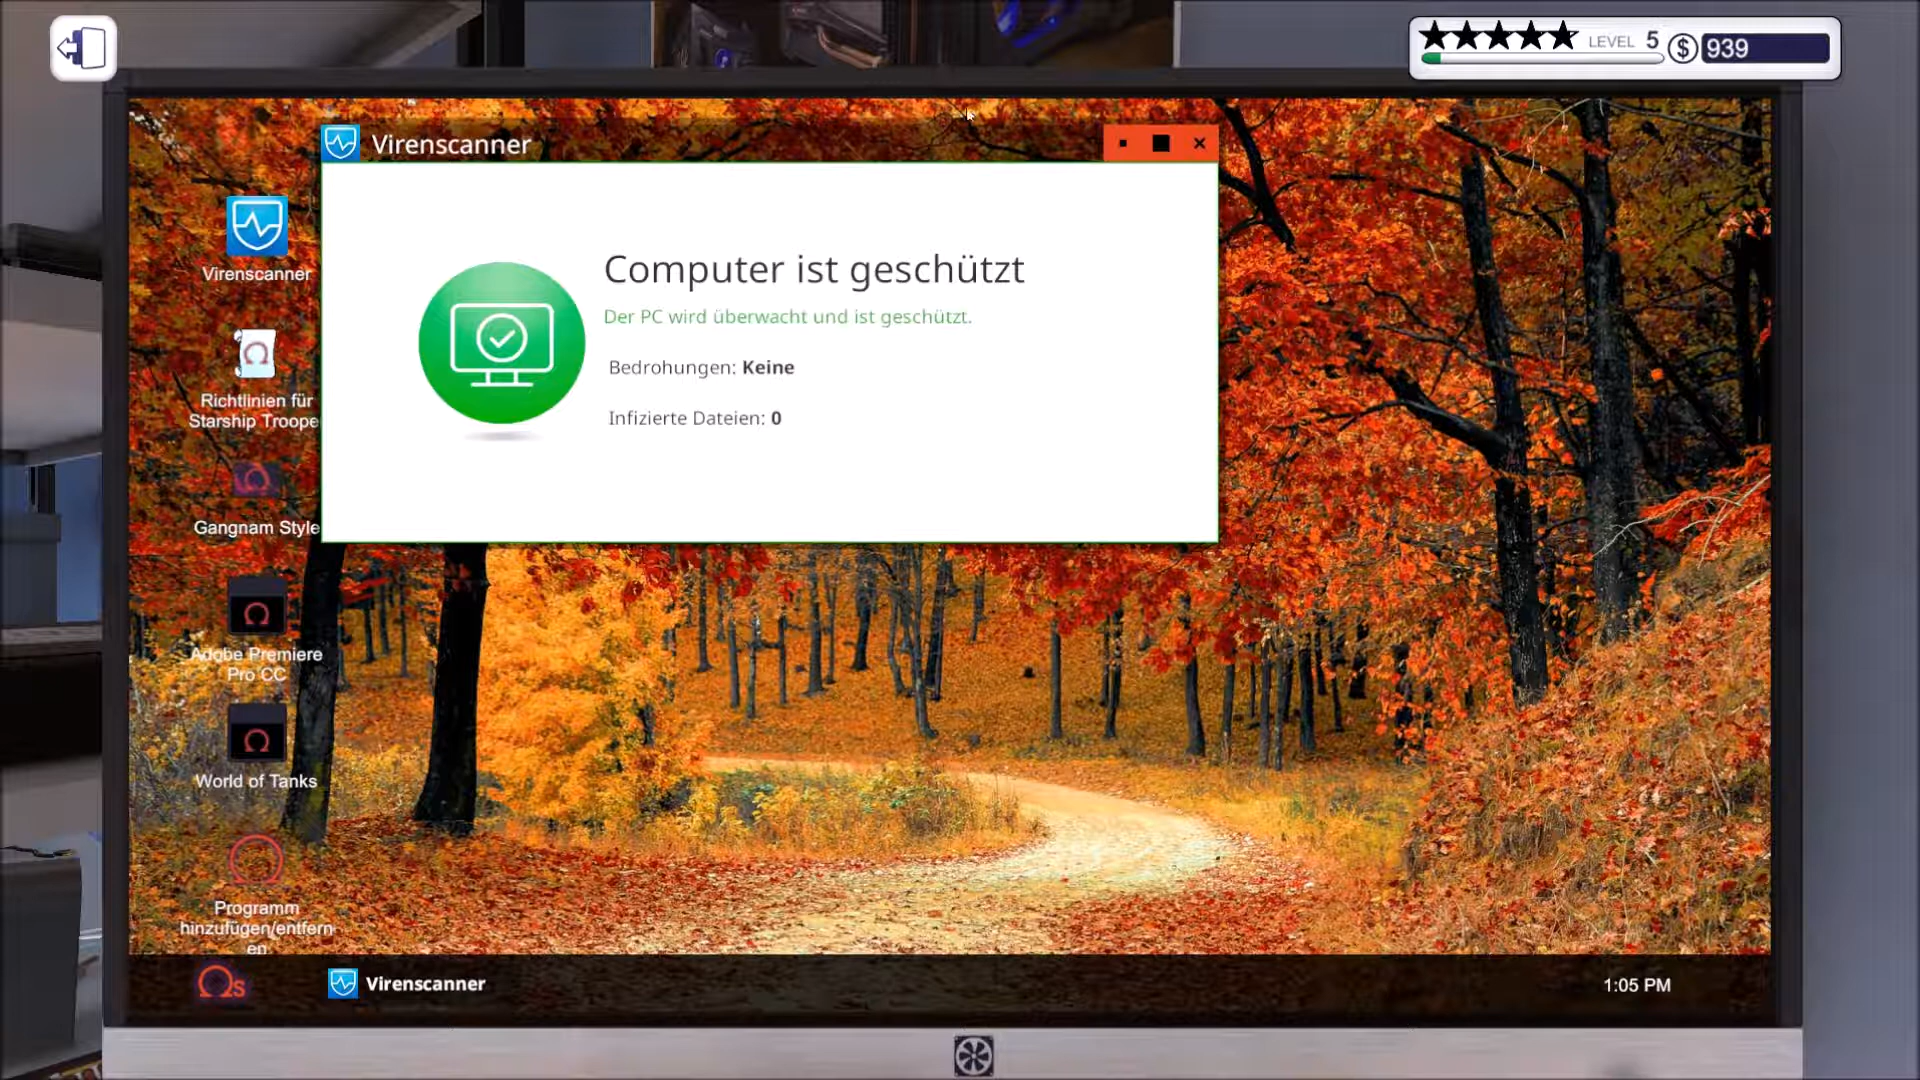 LEVEL 5
939
Virenscanner
Computer ist geschützt
Der PC wird überwacht und ist geschützt.
Bedrohungen: Keine
Infizierte Dateien: 0
Virenscanner
Richtlinien für
Starship Troope
Gangnam Style
Adobe Premiere
Pro CC
World of Tanks
Programm
hinzufügen/entfern
en
Ωs
Virenscanner
1:05 PM